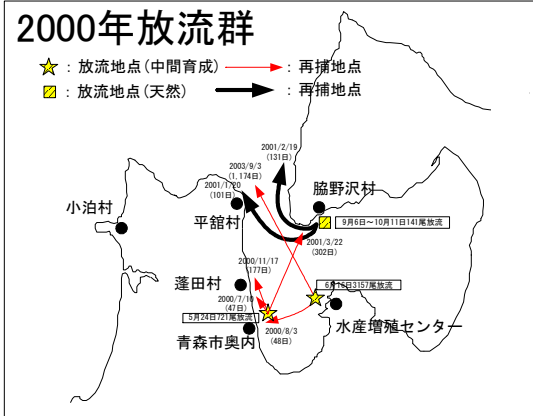 2000年放流群
：放流地点(中間育成)
：再捕地点
：放流地点(天然)
：再捕地点
2001/2/19
(131日)
2003/9/3
(1,174日)
2001/1/20
(101日)
脇野沢村
小泊村
平舘村
9月6日～10月11日141尾放流
2001/3/22
(302日)
2000/11/17
(177日)
蓬田村
6月16日3157尾放流
2000/7/10
(47日)
5月24日721尾放流
水産増殖センター
2000/8/3
(48日)
青森市奥内